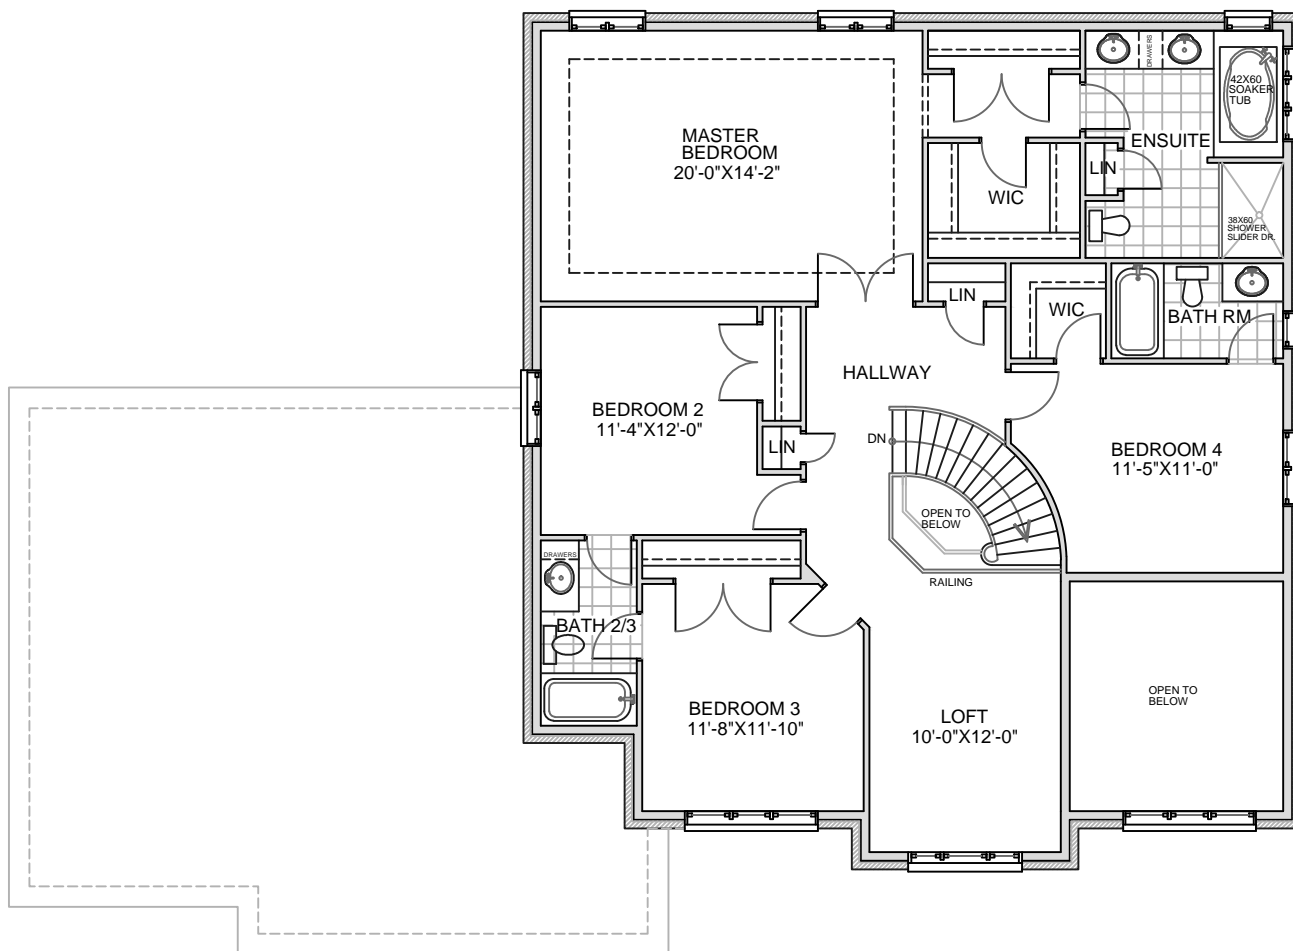 DRAWERS
42X60
SOAKER
TUB
MASTER
BEDROOM
20'-0"X14'-2"
ENSUITE
LIN
WIC
38X60
SHOWER
SLIDER DR.
LIN
WIC
BATH RM
HALLWAY
BEDROOM 2
11'-4"X12'-0"
LIN
DN
BEDROOM 4
11'-5"X11'-0"
OPEN TO
BELOW
DRAWERS
RAILING
BATH 2/3
OPEN TO
BELOW
BEDROOM 3
11'-8"X11'-10"
LOFT
10'-0"X12'-0"